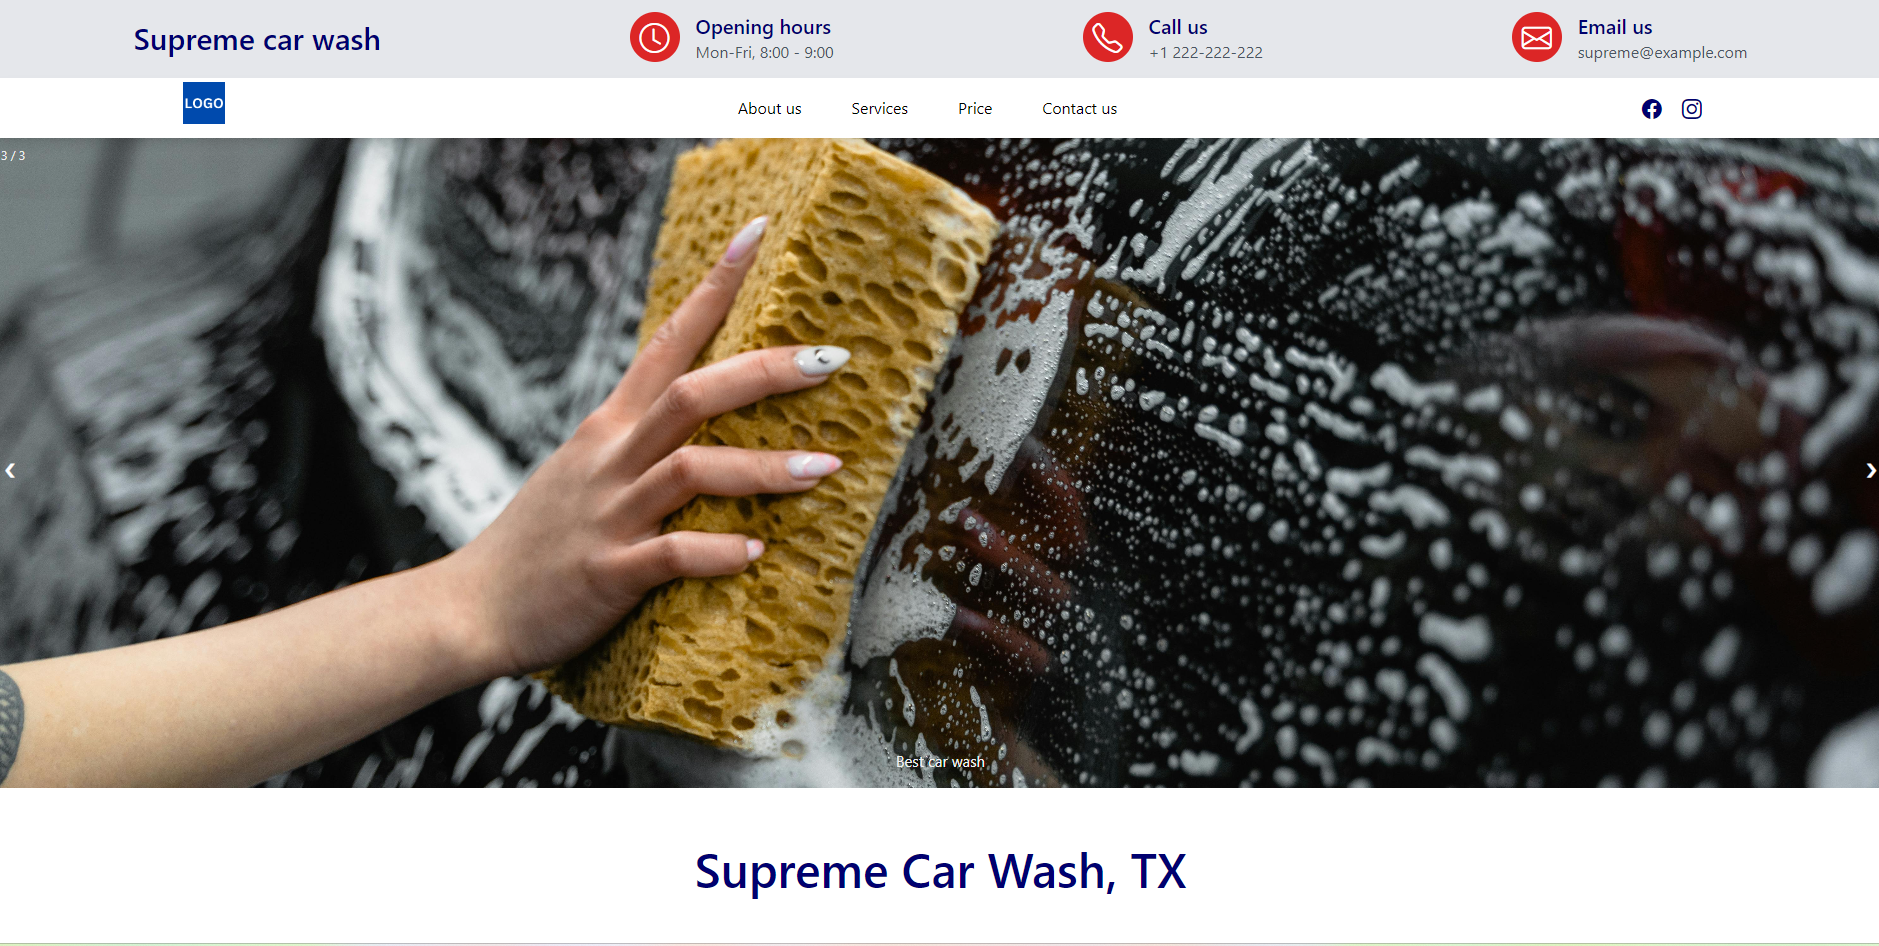 Supreme car wash
Opening hours
Mon-Fri, 8:00 - 9:00
Call us
+1 222-222-222
Email us
supreme@example.com
LOGO
About us
Services
Price
Contact us
3 / 3
❮
❯
Best car wash
Supreme Car Wash, TX